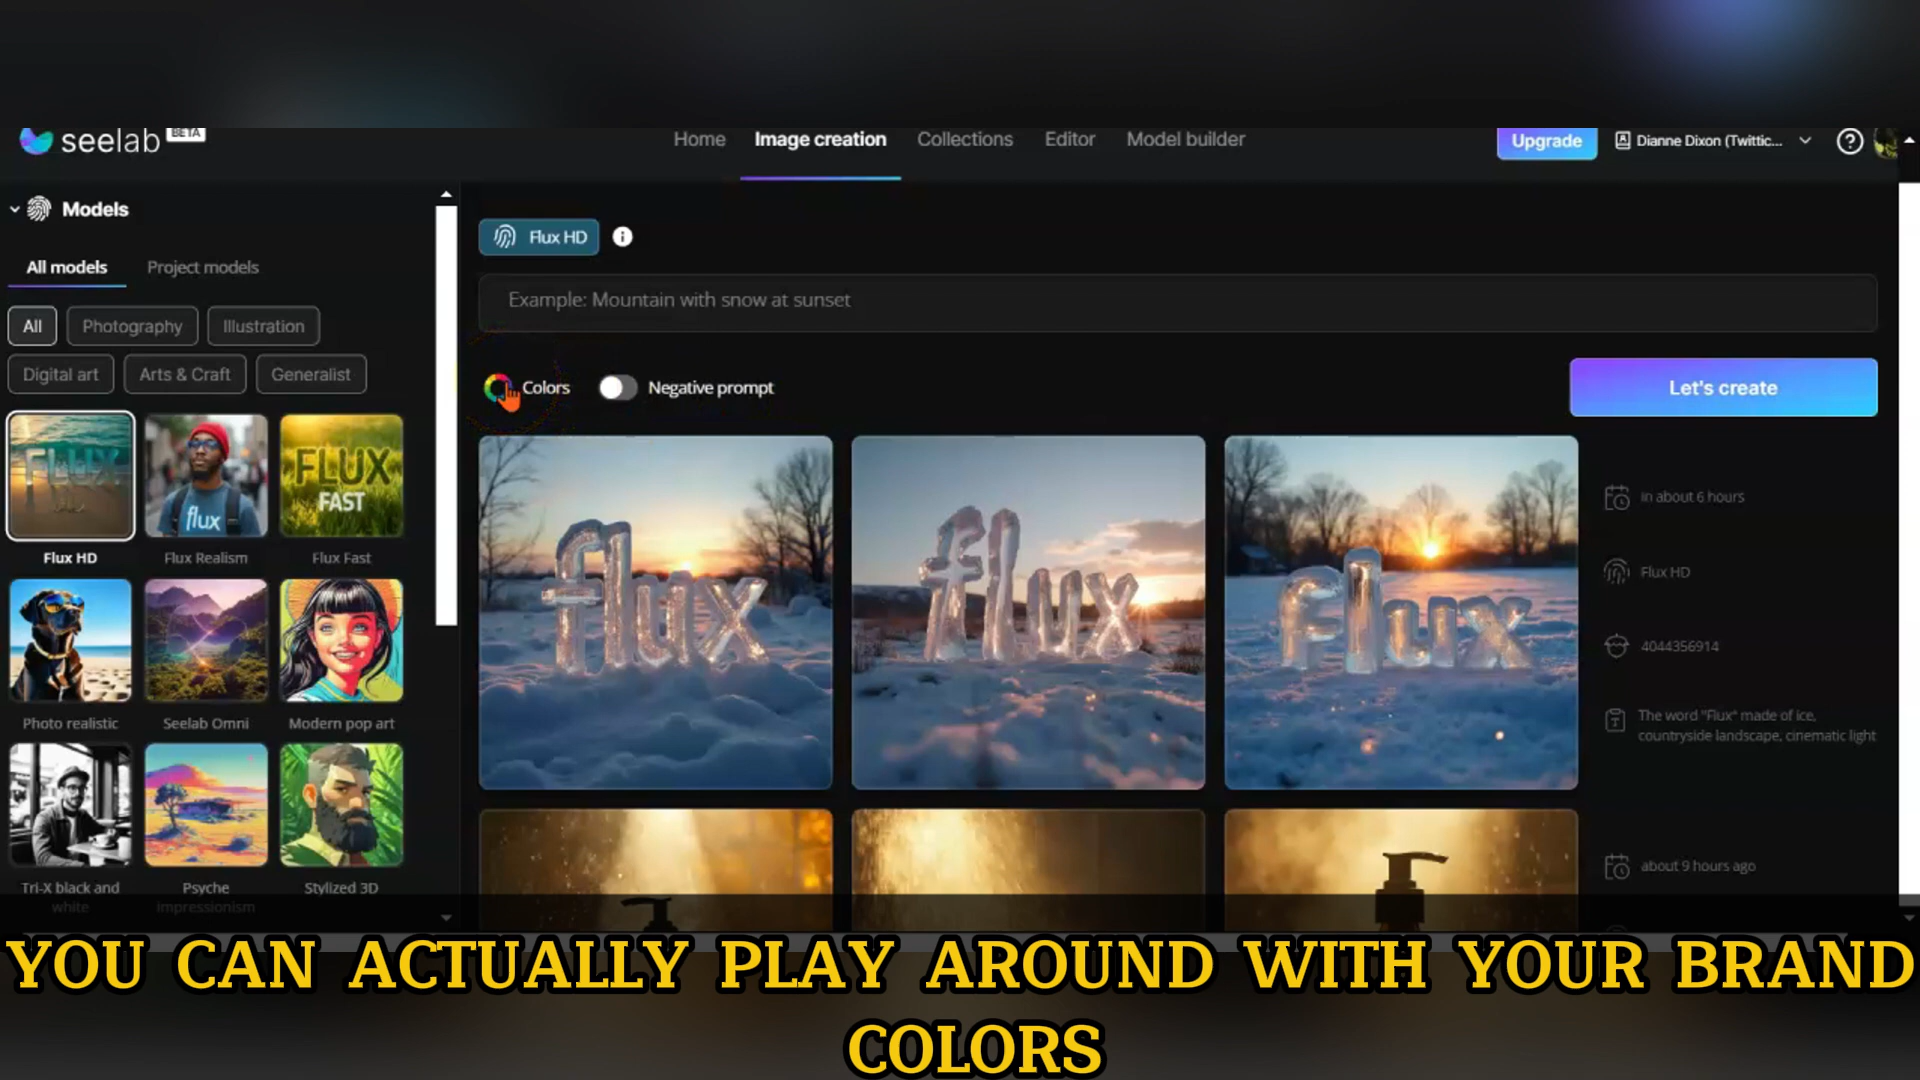 seelab BETA
Home Image creation Collections Editor Model builder
Upgrade Dianne Dixon (Twittic...
Models
All models Project models
All Photography Illustration
Digital art Arts & Craft Generalist
Flux HD
Example: Mountain with snow at sunset
Colors Negative prompt
Let's create
FLUX
flux
FLUX
FAST
Flux HD Flux Realism Flux Fast
Photo realistic Seelab Omni Modern pop art
Tri-X black and
white
Psyche
impressionism
Stylized 3D
flux
flux
flux
in about 6 hours
Flux HD
4044356914
The word "Flux" made of ice,
countryside landscape, cinematic light
about 9 hours ago
YOU CAN ACTUALLY PLAY AROUND WITH YOUR BRAND
COLORS